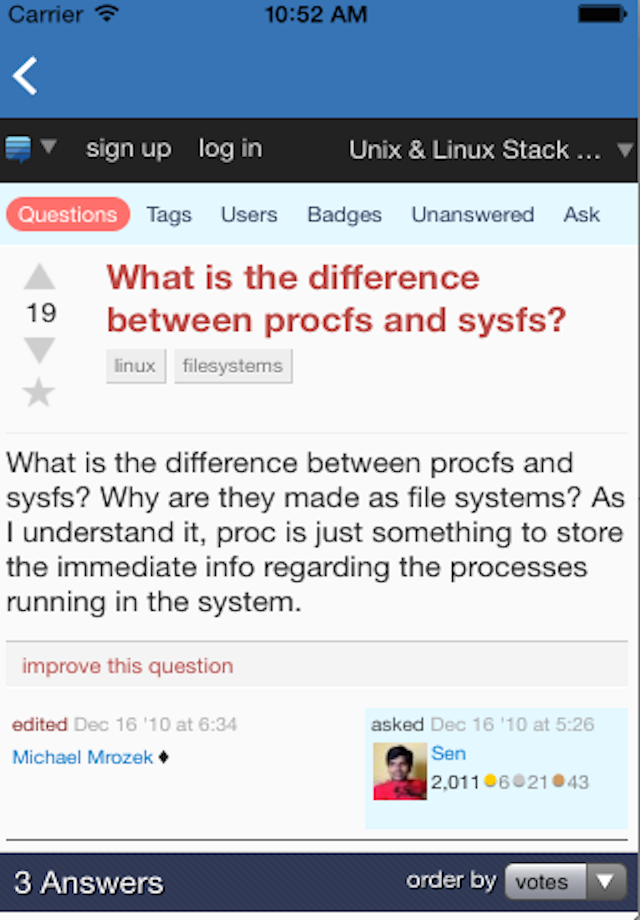 Carrier 10:52 AM
sign up log in Unix & Linux Stack ...
Questions Tags Users Badges Unanswered Ask
What is the difference
between procfs and sysfs?
19
linux filesystems
What is the difference between procfs and
sysfs? Why are they made as file systems? As
I understand it, proc is just something to store
the immediate info regarding the processes
running in the system.
improve this question
edited Dec 16 '10 at 6:34
Michael Mrozek ♦
asked Dec 16 '10 at 5:26
Sen
2,011 6 21 43
3 Answers order by votes